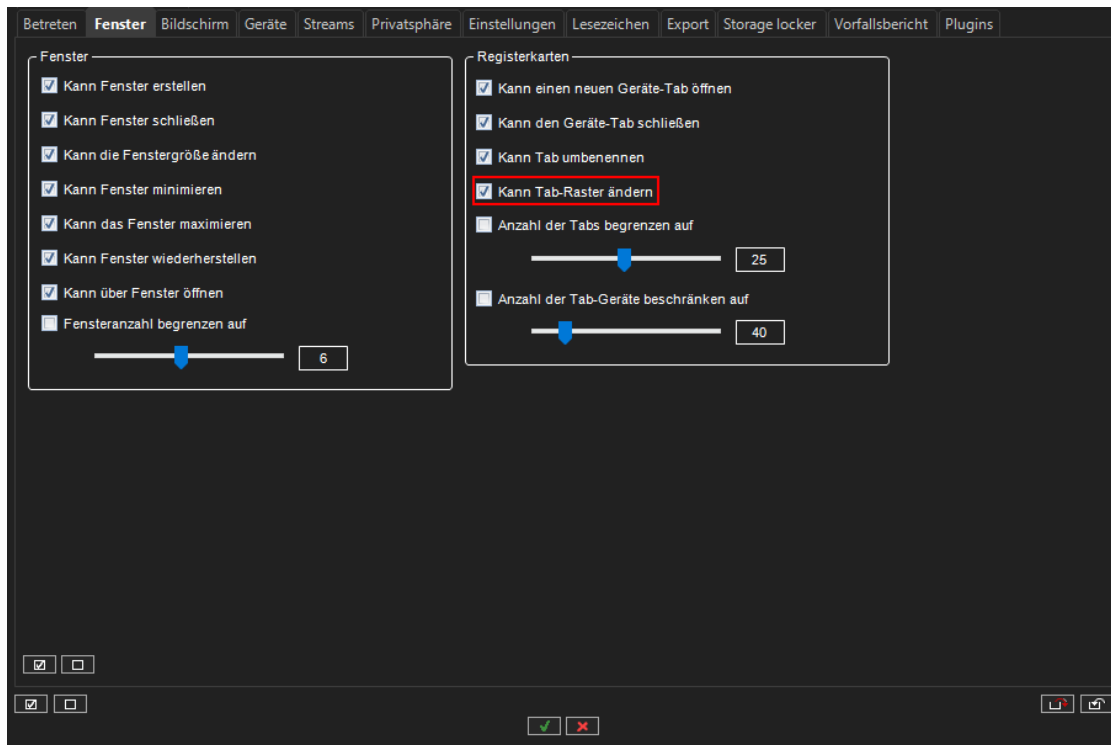 Betreten Fenster Bildschirm Geräte Streams Privatsphäre Einstellungen Lesezeichen Export Storage locker Vorfallsbericht Plugins
Fenster
Kann Fenster erstellen
Kann Fenster schließen
Kann die Fenstergröße ändern
Kann Fenster minimieren
Kann das Fenster maximieren
Kann Fenster wiederherstellen
Kann über Fenster öffnen
Fensteranzahl begrenzen auf
6
Registerkarten
Kann einen neuen Geräte-Tab öffnen
Kann den Geräte-Tab schließen
Kann Tab umbenennen
Kann Tab-Raster ändern
Anzahl der Tabs begrenzen auf
25
Anzahl der Tab-Geräte beschränken auf
40